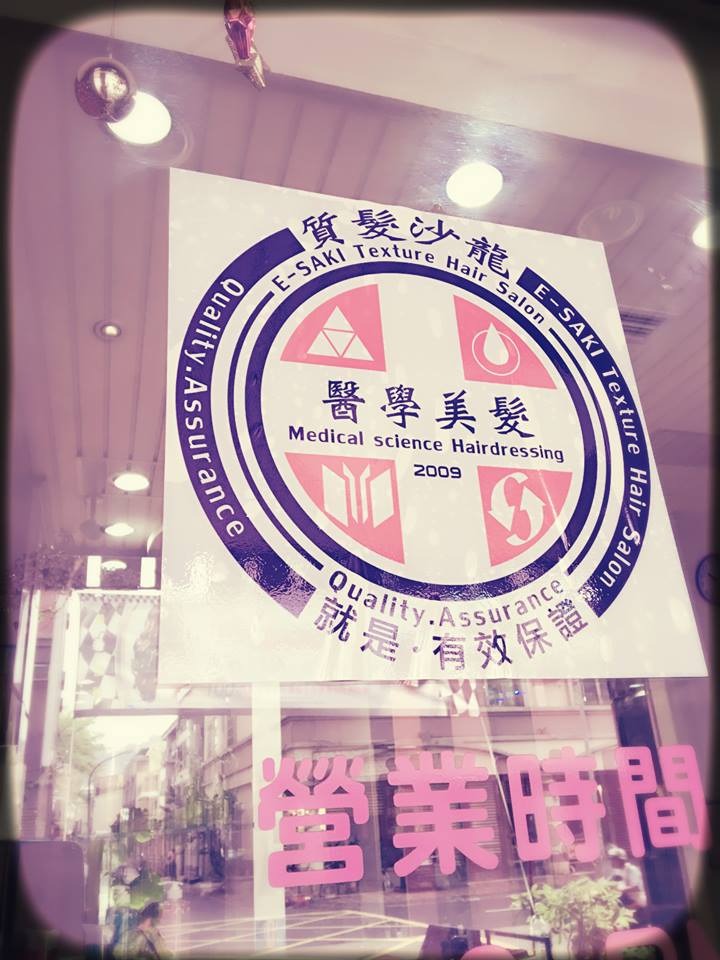 質髮沙龍
E-SAKI Texture Hair Salon
Quality.Assurance
E-SAKI Texture Hair Salon
醫學美髮
Medical science Hairdressing
2009
Quality.Assurance
就是·有效保證
營業時間